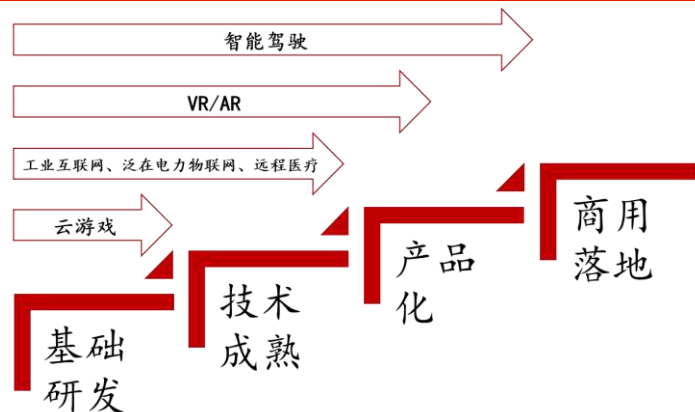 智能驾驶
VR/AR
工业互联网、泛在电力物联网、远程医疗
云游戏
商用
落地
产品
化
技术
成熟
基础
研发